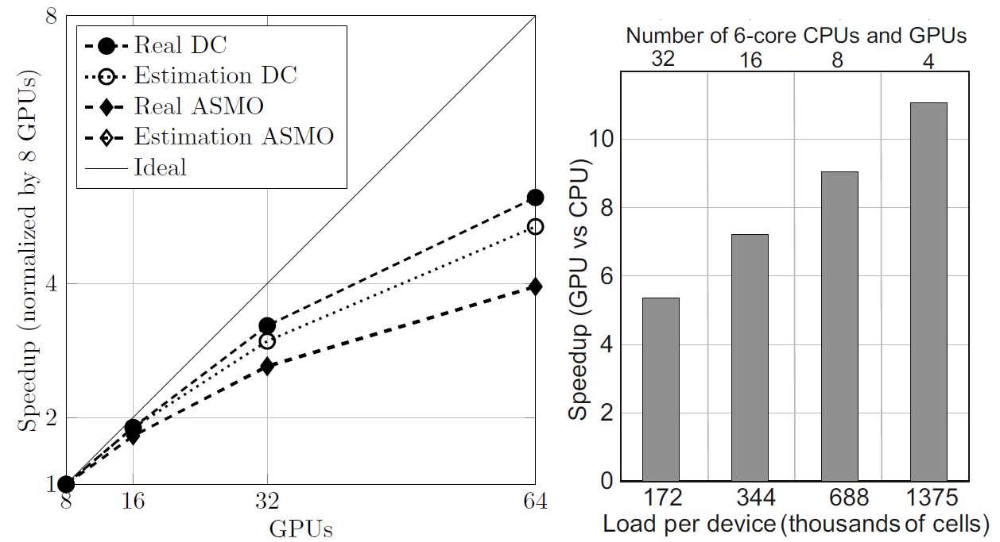 8
4
2
1
8
16
32
64
GPUs
Speedup (normalized by 8 GPUs)
Real DC
Estimation DC
Real ASMO
Estimation ASMO
Ideal
Number of 6-core CPUs and GPUs
32
16
8
4
10
8
6
4
2
0
Speedup (GPU vs CPU)
172
344
688
1375
Load per device (thousands of cells)